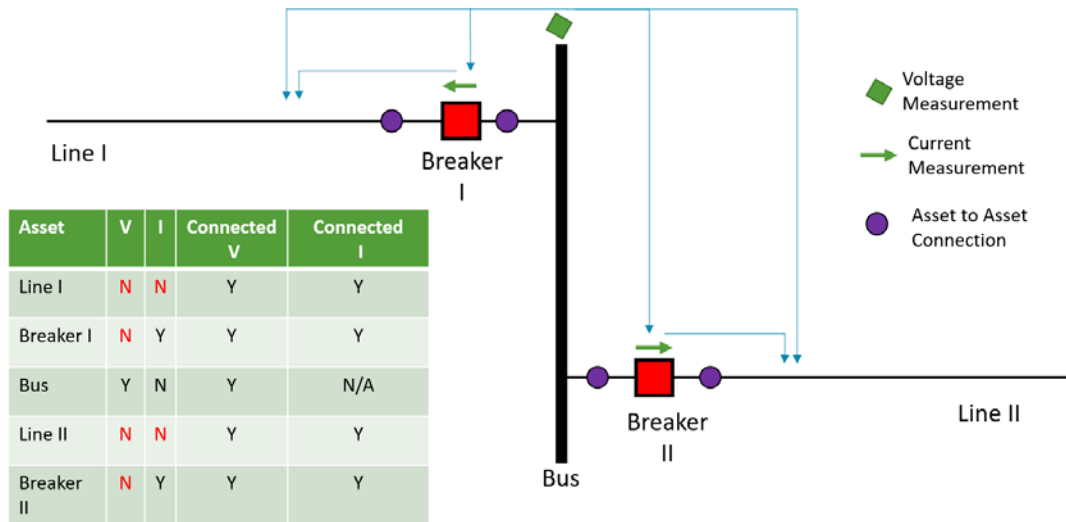 Voltage
Measurement
Current
Measurement
Asset to Asset
Connection
Line I
Breaker
I
Asset V I Connected V Connected I
Line I N N Y Y
Breaker I N Y Y Y
Bus Y N Y N/A
Line II N N Y Y
Breaker II N Y Y Y
Breaker
II
Line II
Bus